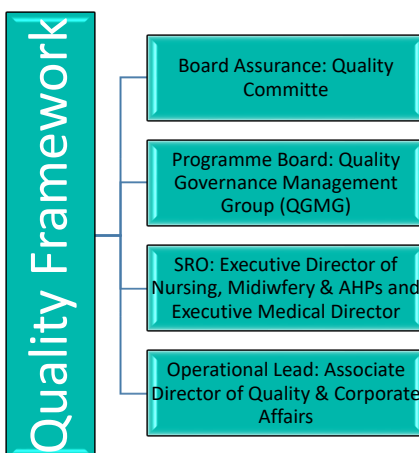 Quality Framework
Board Assurance: Quality
Committe
Programme Board: Quality
Governance Management
Group (QGMG)
SRO: Executive Director of
Nursing, Midiwfery & AHPs and
Executive Medical Director
Operational Lead: Associate
Director of Quality & Corporate
Affairs